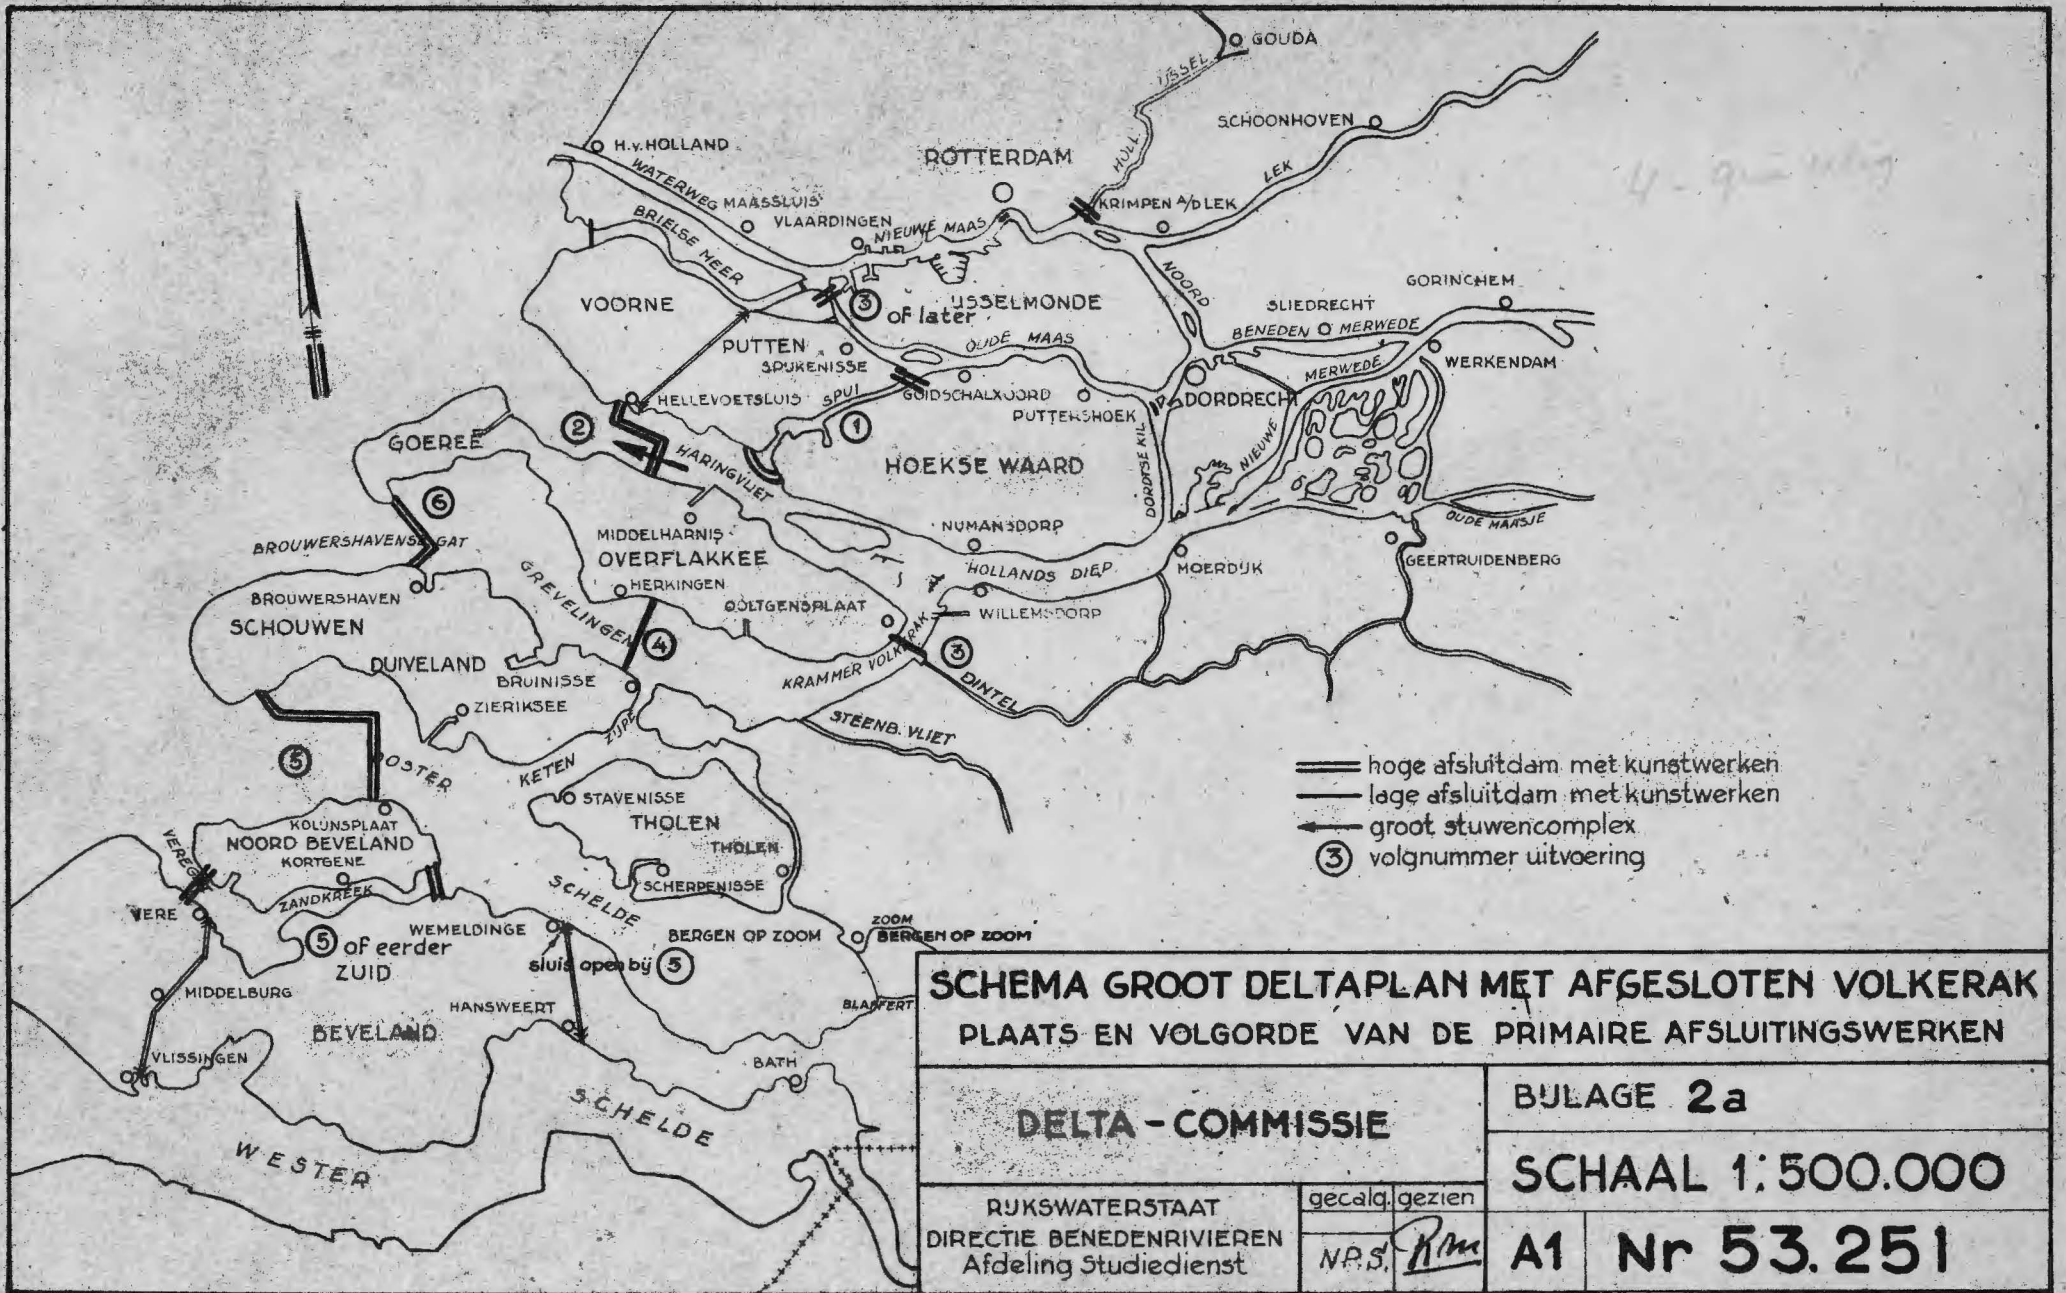 GOUDA
HOLL. IJSSEL
SCHOONHOVEN
LEK
H.v.HOLLAND
ROTTERDAM
WATERWEG
MAASSLUIS
VLAARDINGEN
NIEUWE MAAS
KRIMPEN A/D LEK
BRIELSE MEER
NOORD
GORINCHEM
VOORNE
3 of later
IJSSELMONDE
SLIEDRECHT
BENEDEN MERWEDE
PUTTEN
SPIJKENISSE
OUDE MAAS
WERKENDAM
NIEUWE MERWEDE
HELLEVOETSLUIS
SPUI
GOIDSCHALXOORD
PUTTERSHOEK
DORDRECHT
GOEREE
2
1
HARINGVLIET
HOEKSE WAARD
DORDTSE KIL
6
BROUWERSHAVENSE GAT
MIDDELHARNIS
OVERFLAKKEE
NUMANSDORP
OUDE MAASJE
GREVELINGEN
HERKINGEN
HOLLANDS DIEP
MOERDIJK
GEERTRUIDENBERG
BROUWERSHAVEN
SCHOUWEN
OOLTGENSPLAAT
WILLEMSDORP
4
3
DUIVELAND
BRUINISSE
KRAMMER VOLKERAK
DINTEL
ZIERIKSEE
ZIJPE
STEENB. VLIET
5
OOSTER
KETEN
STAVENISSE
THOLEN
KOLIJNSPLAAT
NOORD BEVELAND
KORTGENE
THOLEN
VEREGAT
ZANDKREEK
SCHERPENISSE
VERE
SCHELDE
WEMELDINGE
ZOOM
BERGEN OP ZOOM
BERGEN OP ZOOM
5 of eerder
ZUID
sluis open bij 5
MIDDELBURG
HANSWEERT
BLAFFERT
BEVELAND
VLISSINGEN
BATH
WESTER
SCHELDE
hoge afsluitdam met kunstwerken
lage afsluitdam met kunstwerken
groot stuwencomplex
3 volgnummer uitvoering
SCHEMA GROOT DELTAPLAN MET AFGESLOTEN VOLKERAK
PLAATS EN VOLGORDE VAN DE PRIMAIRE AFSLUITINGSWERKEN
DELTA-COMMISSIE
BIJLAGE 2a
SCHAAL 1:500.000
RIJKSWATERSTAAT
DIRECTIE BENEDENRIVIEREN
Afdeling Studiedienst
gecalq. gezien
N.P.S.
A1 Nr 53.251